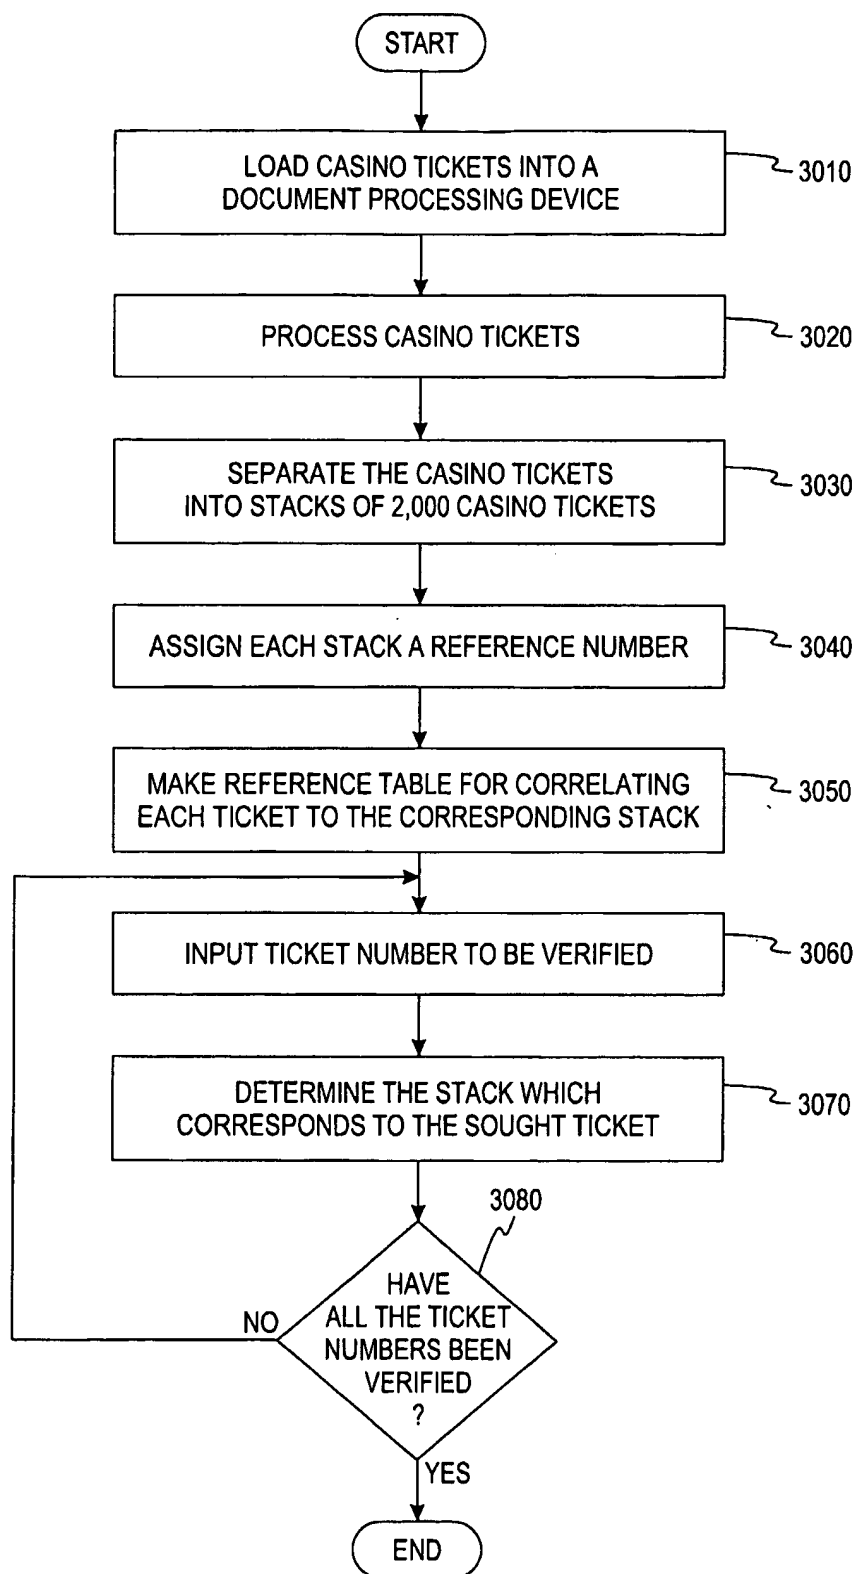 START
LOAD CASINO TICKETS INTO A
DOCUMENT PROCESSING DEVICE
3010
PROCESS CASINO TICKETS
3020
SEPARATE THE CASINO TICKETS
INTO STACKS OF 2,000 CASINO TICKETS
3030
ASSIGN EACH STACK A REFERENCE NUMBER
3040
MAKE REFERENCE TABLE FOR CORRELATING
EACH TICKET TO THE CORRESPONDING STACK
3050
INPUT TICKET NUMBER TO BE VERIFIED
3060
DETERMINE THE STACK WHICH
CORRESPONDS TO THE SOUGHT TICKET
3070
3080
HAVE
ALL THE TICKET
NUMBERS BEEN
VERIFIED
?
NO
YES
END